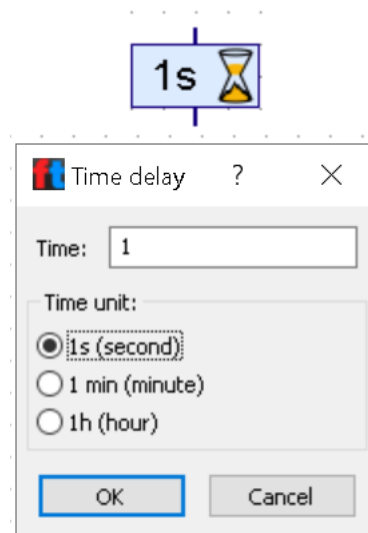 1s
ft Time delay ? ×
Time: 1
Time unit:
1s (second)
1 min (minute)
1h (hour)
OK Cancel